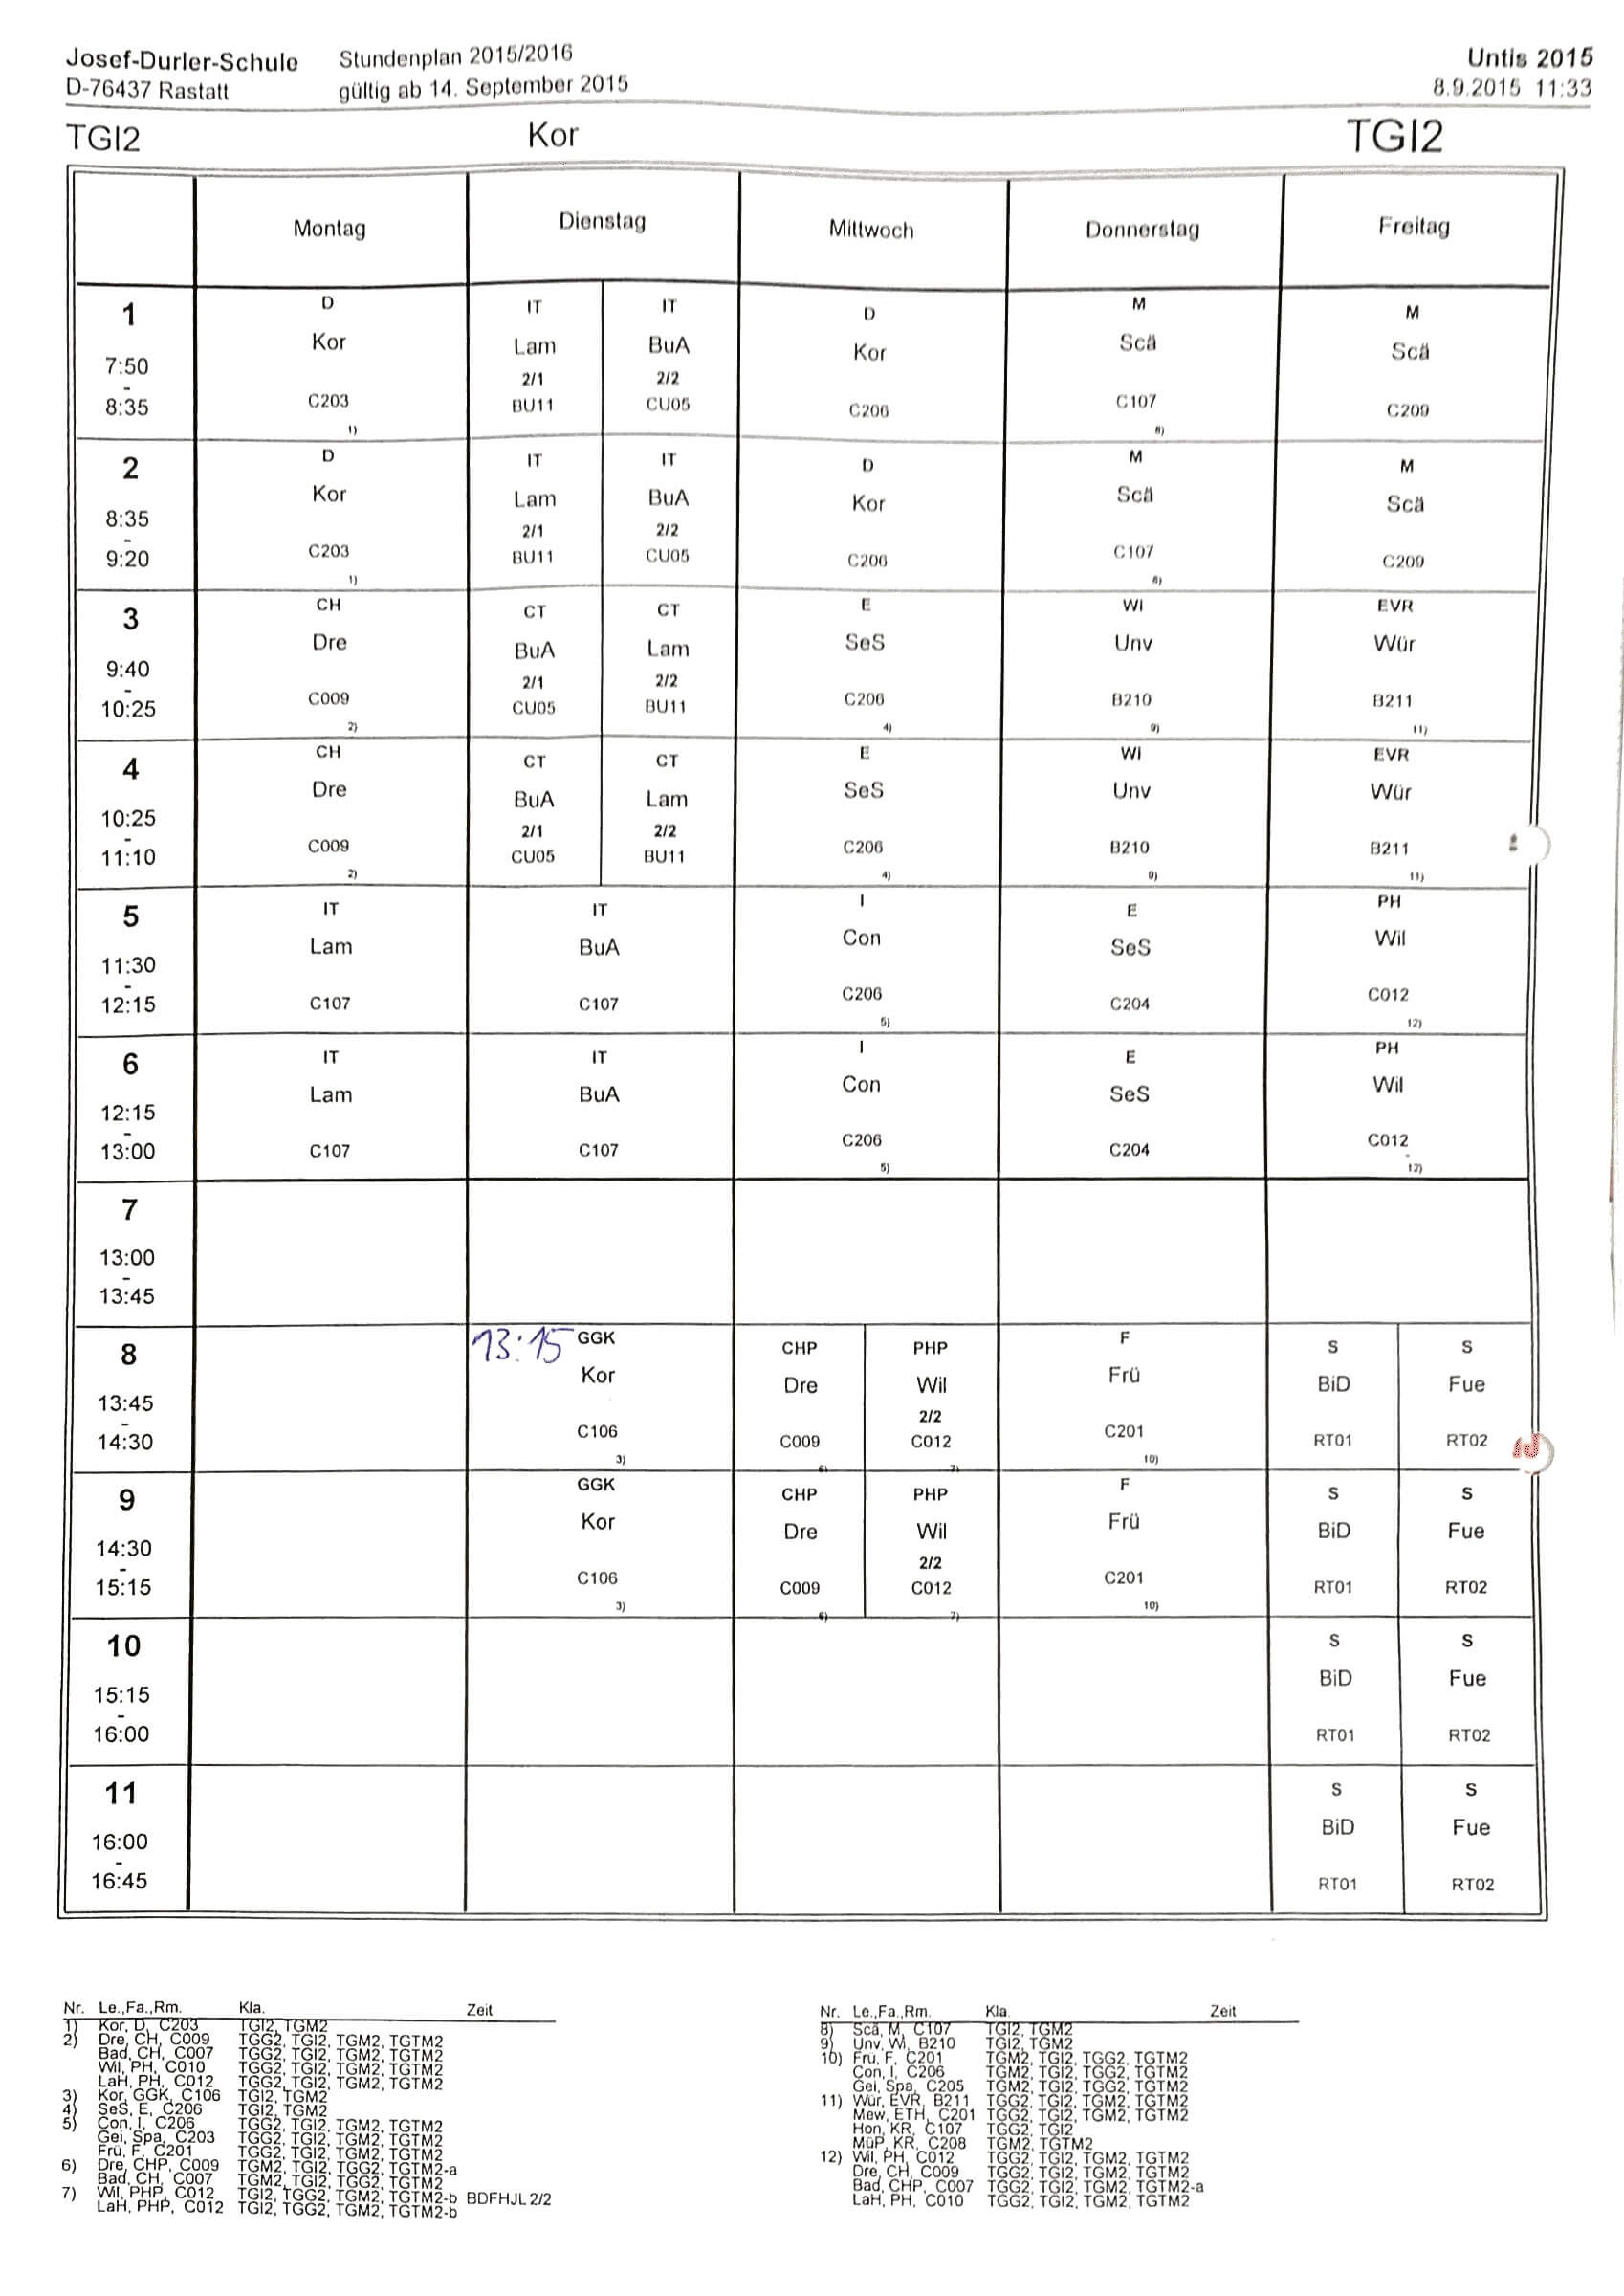 Josef-Durler-Schule Stundenplan 2015/2016 Untis 2015
D-76437 Rastatt gültig ab 14. September 2015 8.9.2015 11:33
TGI2 Kor TGI2
Montag Dienstag Mittwoch Donnerstag Freitag
1 D IT IT D M M
7:50 Kor Lam BuA Kor Scä Scä
- 2/1 2/2
8:35 C203 BU11 CU05 C206 C107 C209
1) 8)
2 D IT IT D M M
8:35 Kor Lam BuA Kor Scä Scä
- 2/1 2/2
9:20 C203 BU11 CU05 C206 C107 C209
1) 8)
3 CH CT CT E WI EVR
9:40 Dre BuA Lam SeS Unv Wür
- 2/1 2/2
10:25 C009 CU05 BU11 C206 B210 B211
2) 4) 9) 11)
4 CH CT CT E WI EVR
10:25 Dre BuA Lam SeS Unv Wür
- 2/1 2/2
11:10 C009 CU05 BU11 C206 B210 B211
2) 4) 9) 11)
5 IT IT I E PH
11:30 Lam BuA Con SeS Wil
-
12:15 C107 C107 C206 C204 C012
5) 12)
6 IT IT I E PH
12:15 Lam BuA Con SeS Wil
-
13:00 C107 C107 C206 C204 C012
5) 12)
7
13:00
-
13:45
8 13:15 GGK CHP PHP F S S
13:45 Kor Dre Wil Frü BiD Fue
- 2/2
14:30 C106 C009 C012 C201 RT01 RT02
3) 6) 7) 10)
9 GGK CHP PHP F S S
14:30 Kor Dre Wil Frü BiD Fue
- 2/2
15:15 C106 C009 C012 C201 RT01 RT02
3) 6) 7) 10)
10 S S
15:15 BiD Fue
-
16:00 RT01 RT02
11 S S
16:00 BiD Fue
-
16:45 RT01 RT02
Nr. Le.,Fa.,Rm. Kla. Zeit
1) Kor, D, C203 TGI2, TGM2
2) Dre, CH, C009 TGG2, TGI2, TGM2, TGTM2
Bad, CH, C007 TGG2, TGI2, TGM2, TGTM2
Wil, PH, C010 TGG2, TGI2, TGM2, TGTM2
LaH, PH, C012 TGG2, TGI2, TGM2, TGTM2
3) Kor, GGK, C106 TGI2, TGM2
4) SeS, E, C206 TGI2, TGM2
5) Con, I, C206 TGG2, TGI2, TGM2, TGTM2
Gei, Spa, C203 TGG2, TGI2, TGM2, TGTM2
Frü, F, C201 TGG2, TGI2, TGM2, TGTM2
6) Dre, CHP, C009 TGM2, TGI2, TGG2, TGTM2-a
Bad, CH, C007 TGM2, TGI2, TGG2, TGTM2
7) Wil, PHP, C012 TGI2, TGG2, TGM2, TGTM2-b BDFHJL 2/2
LaH, PHP, C012 TGI2, TGG2, TGM2, TGTM2-b
Nr. Le.,Fa.,Rm. Kla. Zeit
8) Scä, M, C107 TGI2, TGM2
9) Unv, WI, B210 TGI2, TGM2
10) Frü, F, C201 TGM2, TGI2, TGG2, TGTM2
Con, I, C206 TGM2, TGI2, TGG2, TGTM2
Gei, Spa, C205 TGM2, TGI2, TGG2, TGTM2
11) Wür, EVR, B211 TGG2, TGI2, TGM2, TGTM2
Mew, ETH, C201 TGG2, TGI2, TGM2, TGTM2
Hon, KR, C107 TGG2, TGI2
MüP, KR, C208 TGM2, TGTM2
12) Wil, PH, C012 TGG2, TGI2, TGM2, TGTM2
Dre, CH, C009 TGG2, TGI2, TGM2, TGTM2
Bad, CHP, C007 TGG2, TGI2, TGM2, TGTM2-a
LaH, PH, C010 TGG2, TGI2, TGM2, TGTM2